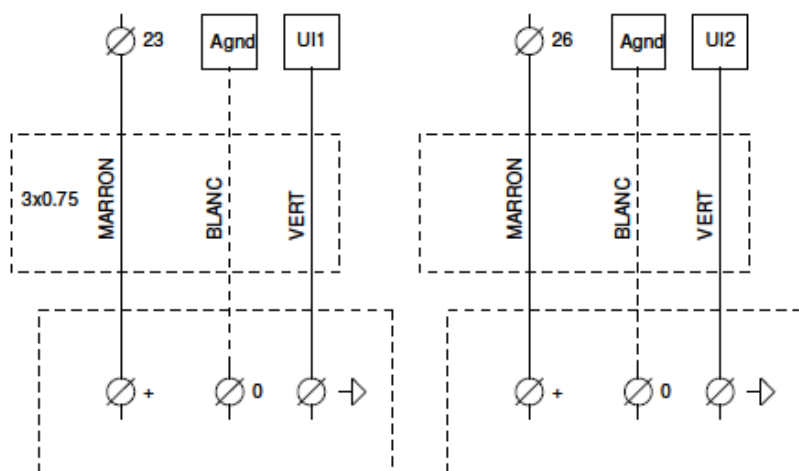 23 Agnd UI1 26 Agnd UI2
3x0.75 MARRON BLANC VERT MARRON BLANC VERT
+ 0 + 0